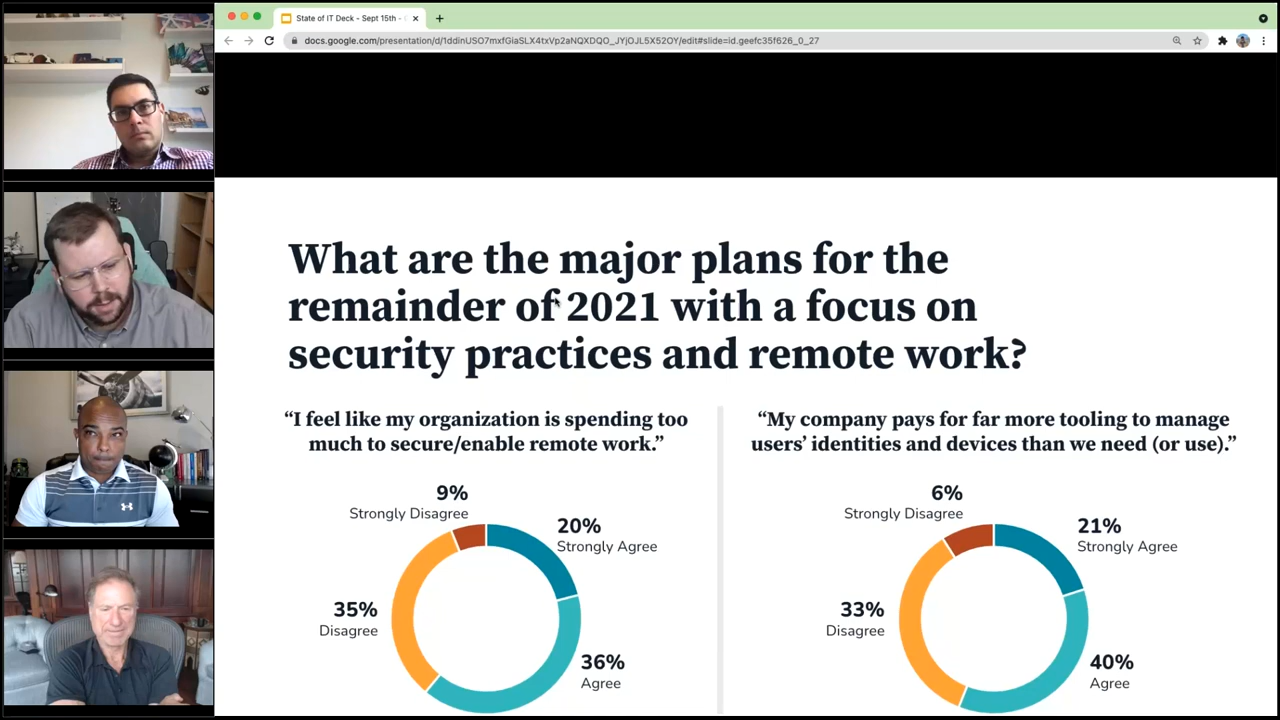 State of IT Deck - Sept 15th -
docs.google.com/presentation/d/1ddinUSO7mxfGiaSLX4txVp2aNQXDQO_JYjOJL5X52OY/edit#slide=id.geefc35f626_0_27
What are the major plans for the
remainder of 2021 with a focus on
security practices and remote work?
“I feel like my organization is spending too
much to secure/enable remote work.”
9%
Strongly Disagree
20%
Strongly Agree
35%
Disagree
36%
Agree
“My company pays for far more tooling to manage
users’ identities and devices than we need (or use).”
6%
Strongly Disagree
21%
Strongly Agree
33%
Disagree
40%
Agree